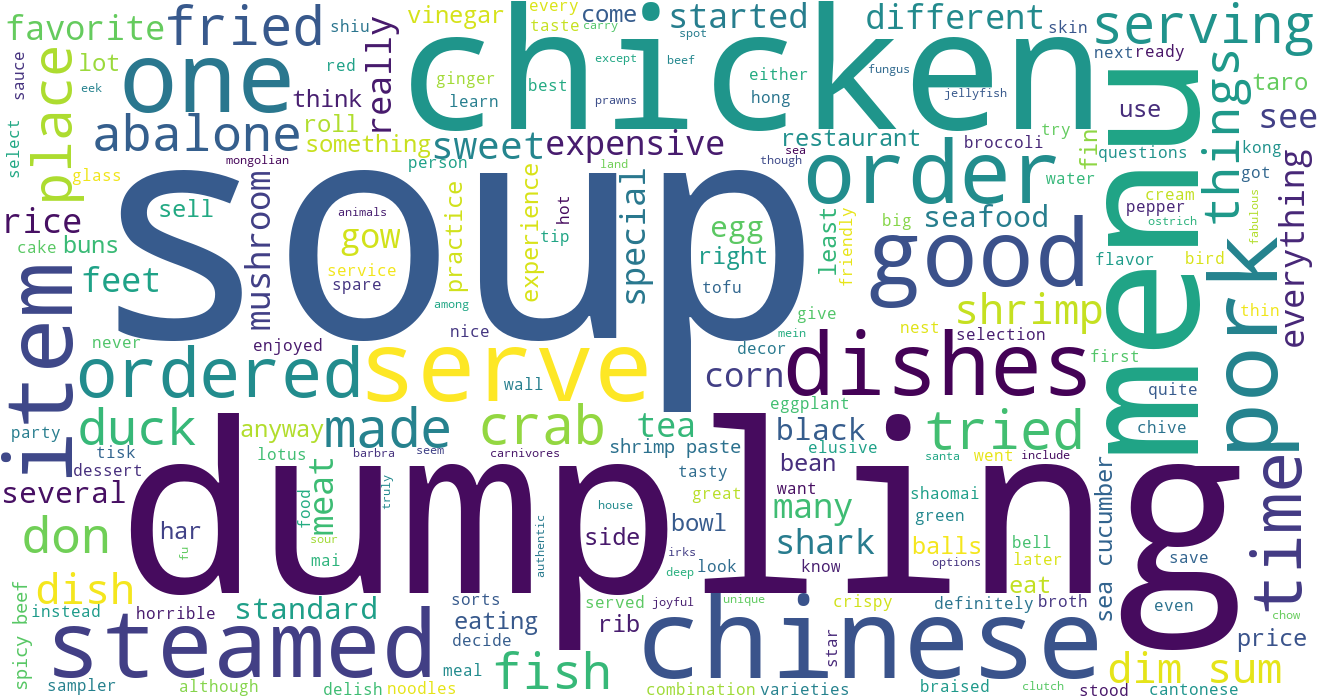 favorite
fried
shiu
vinegar
every
taste
come
carry
started
spot
different
skin
serving
sauce
place
lot
eek
one
red
really
chicken
ginger
learn
best
except
prawns
beef
either
hong
fungus
jellyfish
next
ready
menu
use
things
taro
see
think
roll
something
select
glass
abalone
mongolian
sweet
person
expensive
land
sea
though
restaurant
order
broccoli
try
water
fin
questions
kong
got
everything
rice
cake
buns
sell
mushroom
soup
animals
gow
service
spare
practice
experience
hot
tip
special
egg
right
tofu
least
friendly
big
seafood
good
cream
pepper
ostrich
fabulous
flavor
bird
pork
item
feet
never
enjoyed
among
nice
give
mein
decor
shrimp
nest
selection
first
thin
ordered
serve
wall
corn
dishes
quite
chive
party
duck
tisk
dessert
anyway
lotus
made
barbra
seem
crab
carnivores
tea
shrimp paste
eggplant
black
elusive
tried
santa
went
include
several
don
har
fu
food
meat
sour
mai
truly
dumpling
authentic
house
side
tasty
great
bowl
irks
deep
look
bean
want
many
shark
know
shaomai
green
balls
options
bell
later
eat
sea cucumber
save
even
time
dish
spicy beef
instead
horrible
standard
sorts
eating
decide
served
rib
joyful
unique
crispy
definitely
broth
chow
price
steamed
sampler
although
delish
noodles
meal
fish
chinese
star
combination
varieties
braised
clutch
stood
dim sum
cantonese